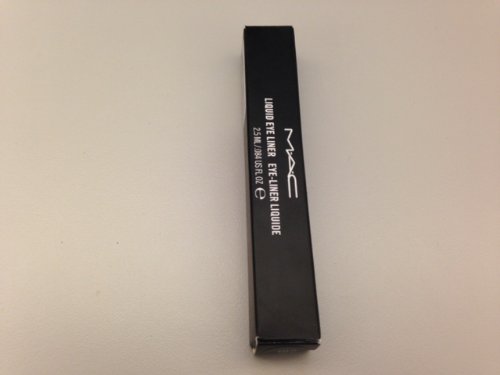 MAC
LIQUID EYE LINER EYE-LINER LIQUIDE
2.5 ML/.084 US FL OZ e